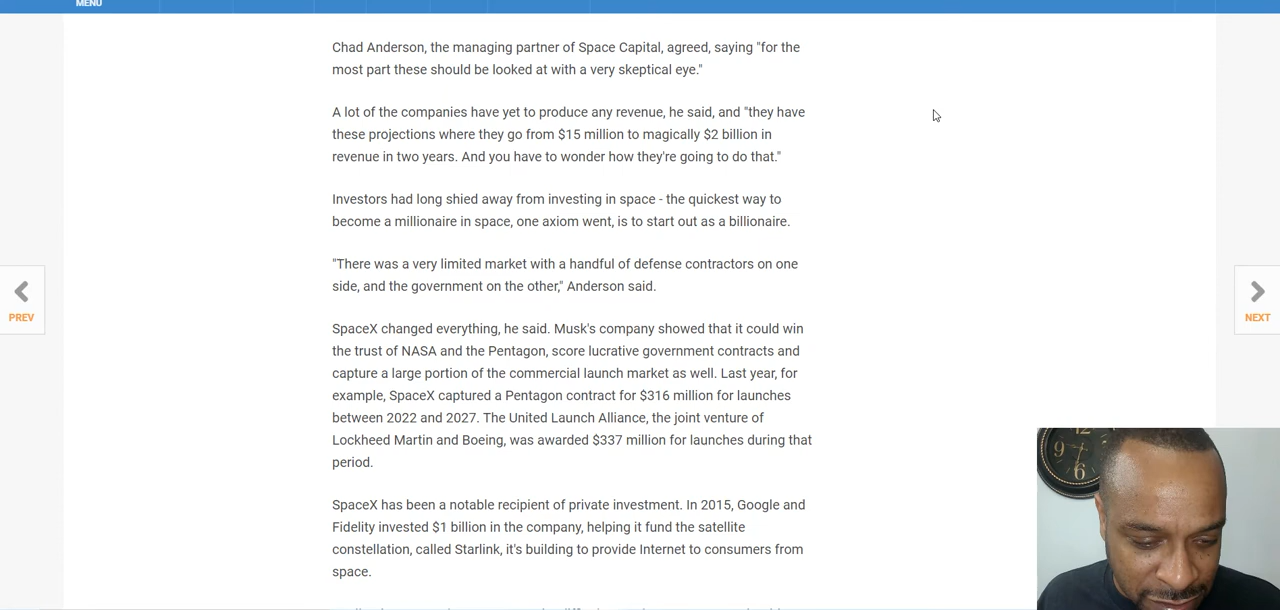 MENU
Chad Anderson, the managing partner of Space Capital, agreed, saying "for the
most part these should be looked at with a very skeptical eye."
A lot of the companies have yet to produce any revenue, he said, and "they have
these projections where they go from $15 million to magically $2 billion in
revenue in two years. And you have to wonder how they're going to do that."
Investors had long shied away from investing in space - the quickest way to
become a millionaire in space, one axiom went, is to start out as a billionaire.
"There was a very limited market with a handful of defense contractors on one
side, and the government on the other," Anderson said.
PREV
NEXT
SpaceX changed everything, he said. Musk's company showed that it could win
the trust of NASA and the Pentagon, score lucrative government contracts and
capture a large portion of the commercial launch market as well. Last year, for
example, SpaceX captured a Pentagon contract for $316 million for launches
between 2022 and 2027. The United Launch Alliance, the joint venture of
Lockheed Martin and Boeing, was awarded $337 million for launches during that
period.
12
9
6
SpaceX has been a notable recipient of private investment. In 2015, Google and
Fidelity invested $1 billion in the company, helping it fund the satellite
constellation, called Starlink, it's building to provide Internet to consumers from
space.